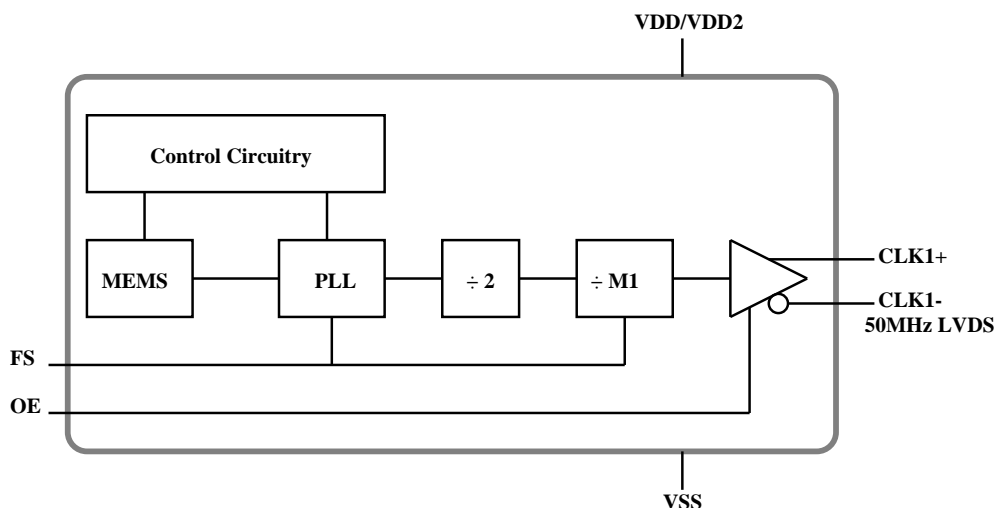 VDD/VDD2
Control Circuitry
MEMS
PLL
÷ 2
÷ M1
CLK1+
CLK1-
50MHz LVDS
FS
OE
VSS